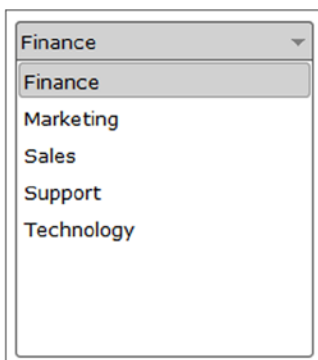 Finance
Finance
Marketing
Sales
Support
Technology